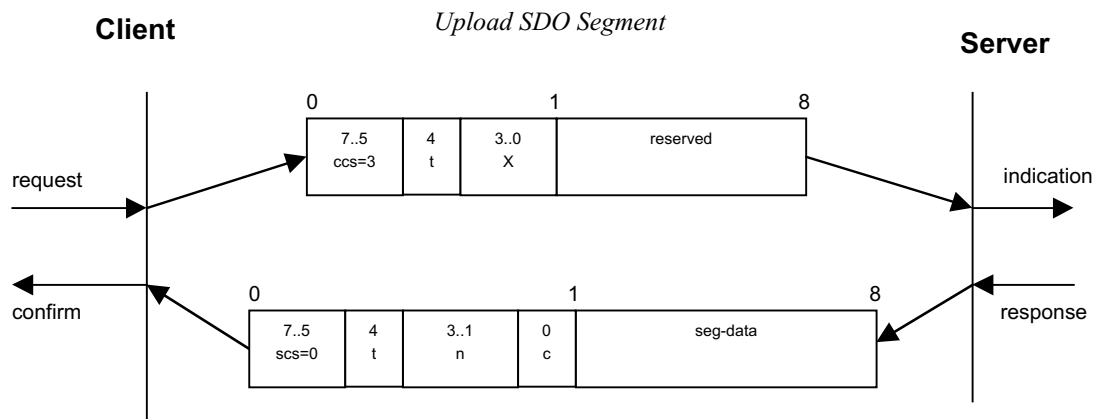 Upload SDO Segment
Client
Server
0 1 8
7..5 4 3..0 reserved
ccs=3 t X
request
indication
confirm
response
0 1 8
7..5 4 3..1 0 seg-data
scs=0 t n c